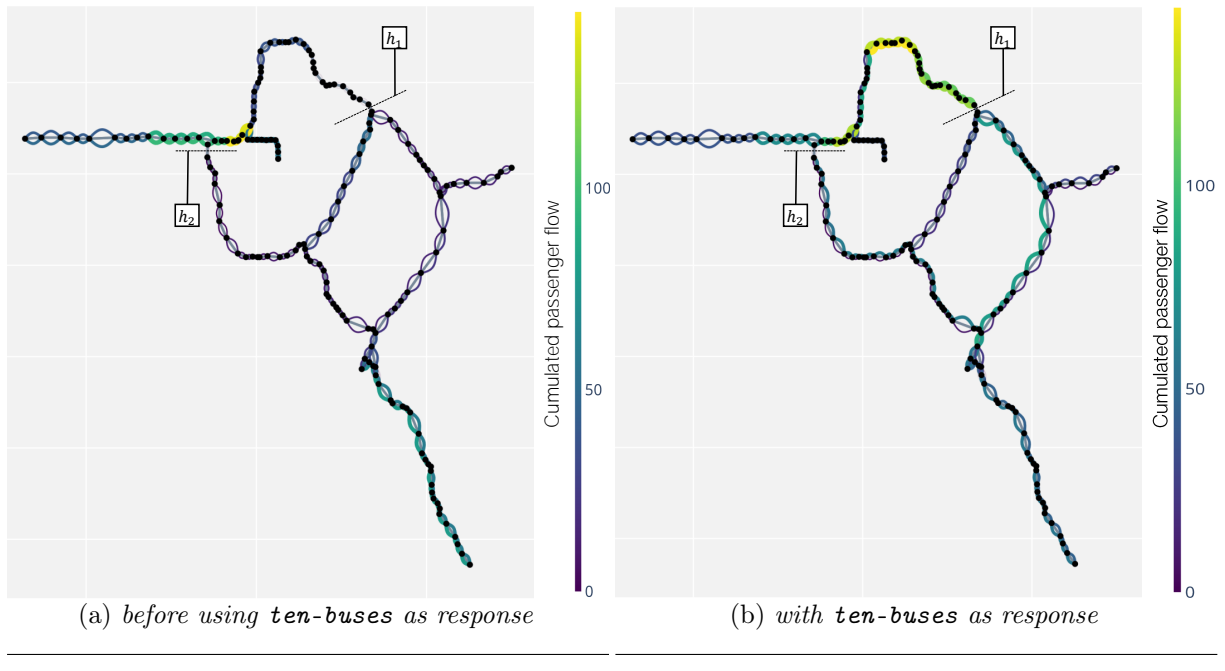 h₁
h₂
100
50
0
Cumulated passenger flow
(a) before using ten-buses as response
h₁
h₂
100
50
0
Cumulated passenger flow
(b) with ten-buses as response